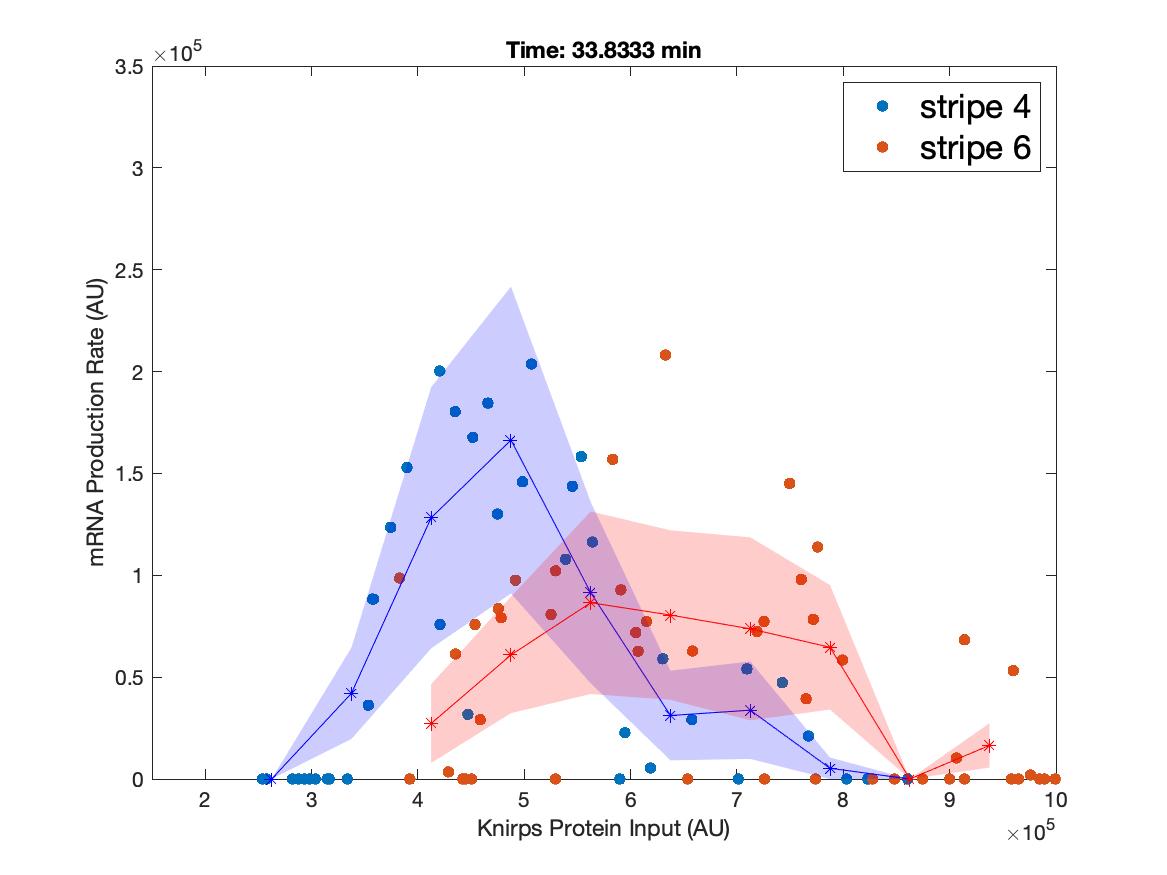 Time: 33.8333 min
×10^5
3.5
3
2.5
2
1.5
1
0.5
0
mRNA Production Rate (AU)
stripe 4
stripe 6
2 3 4 5 6 7 8 9 10
Knirps Protein Input (AU)
×10^5